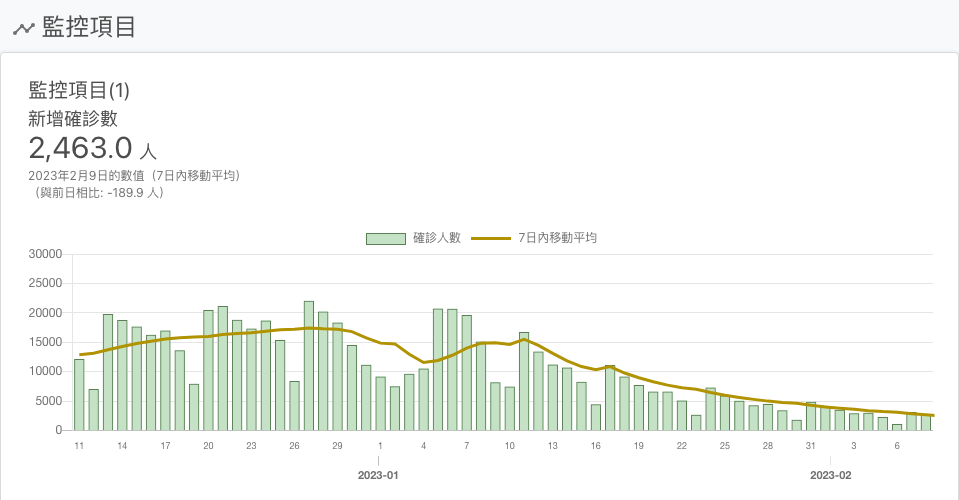 監控項目
監控項目(1)
新增確診數
2,463.0 人
2023年2月9日的數值（7日內移動平均）
（與前日相比: -189.9 人）
確診人數 7日內移動平均
30000
25000
20000
15000
10000
5000
0
11 14 17 20 23 26 29 1 4 7 10 13 16 19 22 25 28 31 3 6
2023-01 2023-02